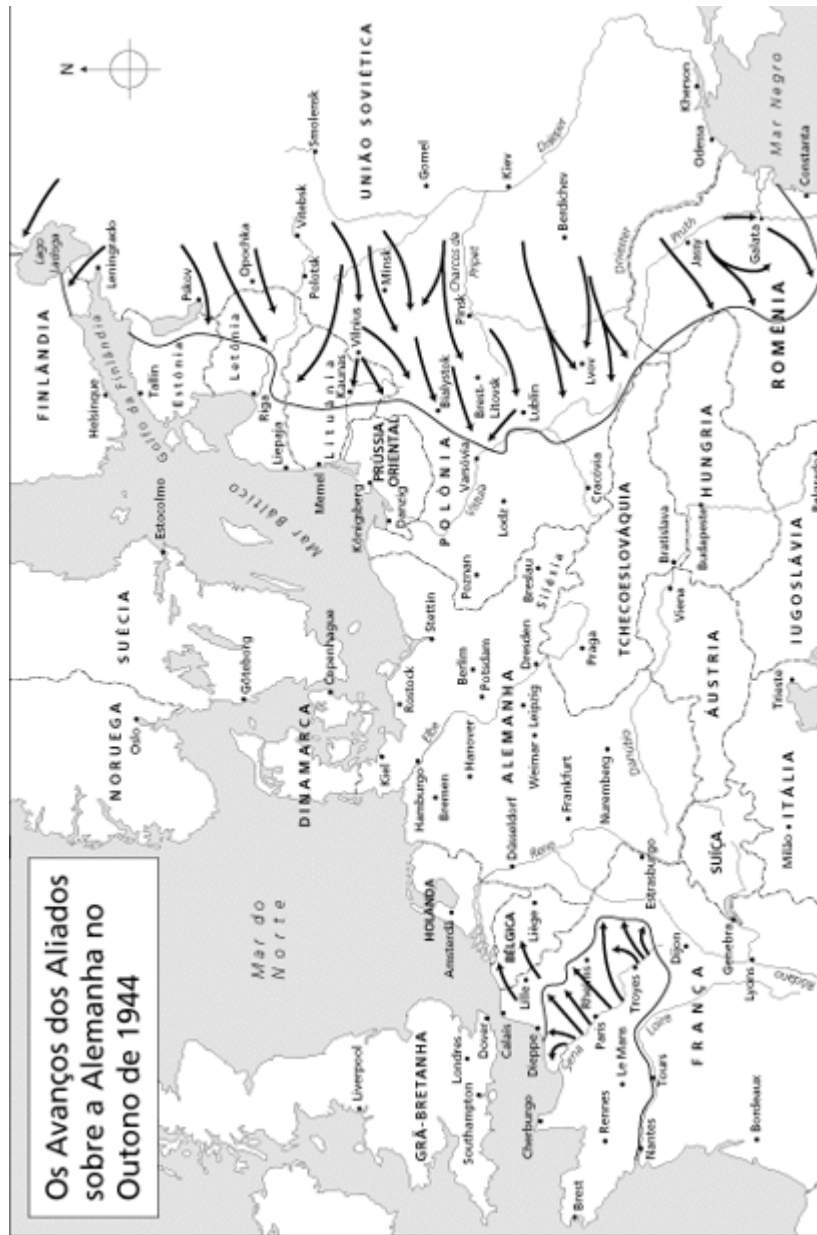 Os Avanços dos Aliados
sobre a Alemanha no
Outono de 1944
N
NORUEGA
Oslo
SUÉCIA
Estocolmo
Göteborg
FINLÂNDIA
Helsinque
Golfo da Finlândia
Lago
Ladoga
Leningrado
Tallin
Estônia
Pskov
Opochka
Letônia
Riga
Liepaja
Mar Báltico
Memel
Lituânia
Kaunas
Vilnius
Polotsk
Vitebsk
Smolensk
UNIÃO SOVIÉTICA
Minsk
Gomel
Mar do
Norte
DINAMARCA
Copenhague
Kiel
Rostock
Stettin
Königsberg
PRÚSSIA
ORIENTAL
Danzig
Bialystok
Brest-
Litovsk
Pinsk
Charcos de
Pripet
Kiev
Dnieper
Berdichev
GRÃ-BRETANHA
Liverpool
Londres
Southampton
Dover
HOLANDA
Amsterdã
Hamburgo
Bremen
Hanover
Elba
Berlim
Potsdam
ALEMANHA
Poznan
POLÔNIA
Varsóvia
Vístula
Lodz
Lublin
Lvov
Cracovia
Düsseldorf
Weimar
Leipzig
Dresden
Breslau
Silésia
Frankfurt
Nuremberg
Praga
TCHECOESLOVÁQUIA
Reno
Danúbio
BÉLGICA
Liège
Lille
Calais
Dieppe
Cherburgo
Brest
Rennes
Le Mare
Paris
Sena
Rheims
Troyes
Estrasburgo
Nantes
Tours
Loire
Dijon
FRANÇA
Bordeaux
Lyons
Ródano
Genebra
SUÍÇA
Milão
ITÁLIA
ÁUSTRIA
Viena
Bratislava
Budapeste
HUNGRIA
Trieste
IUGOSLÁVIA
ROMÊNIA
Jassy
Pruth
Dniester
Galata
Odessa
Kherson
Mar Negro
Constanta